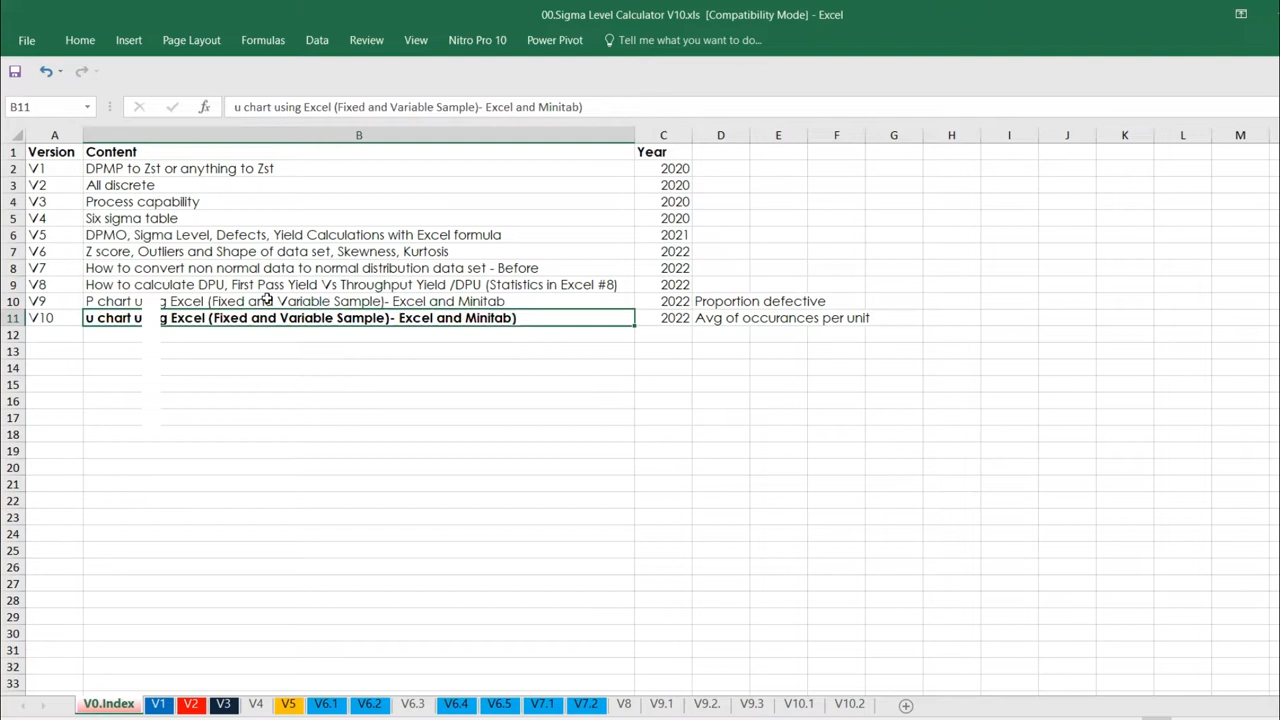 00.Sigma Level Calculator V10.xls [Compatibility Mode] - Excel
File Home Insert Page Layout Formulas Data Review View Nitro Pro 10 Power Pivot Tell me what you want to do...
B11 fx u chart using Excel (Fixed and Variable Sample)- Excel and Minitab)
A B C D E F G H I J K L M
1 Version Content Year
2 V1 DPMP to Zst or anything to Zst 2020
3 V2 All discrete 2020
4 V3 Process capability 2020
5 V4 Six sigma table 2020
6 V5 DPMO, Sigma Level, Defects, Yield Calculations with Excel formula 2021
7 V6 Z score, Outliers and Shape of data set, Skewness, Kurtosis 2022
8 V7 How to convert non normal data to normal distribution data set - Before 2022
9 V8 How to calculate DPU, First Pass Yield Vs Throughput Yield /DPU (Statistics in Excel #8) 2022
10 V9 P chart u g Excel (Fixed and Variable Sample)- Excel and Minitab 2022 Proportion defective
11 V10 u chart u g Excel (Fixed and Variable Sample)- Excel and Minitab) 2022 Avg of occurances per unit
12
13
14
15
16
17
18
19
20
21
22
23
24
25
26
27
28
29
30
31
32
33
V0.Index V1 V2 V3 V4 V5 V6.1 V6.2 V6.3 V6.4 V6.5 V7.1 V7.2 V8 V9.1 V9.2. V9.3 V10.1 V10.2